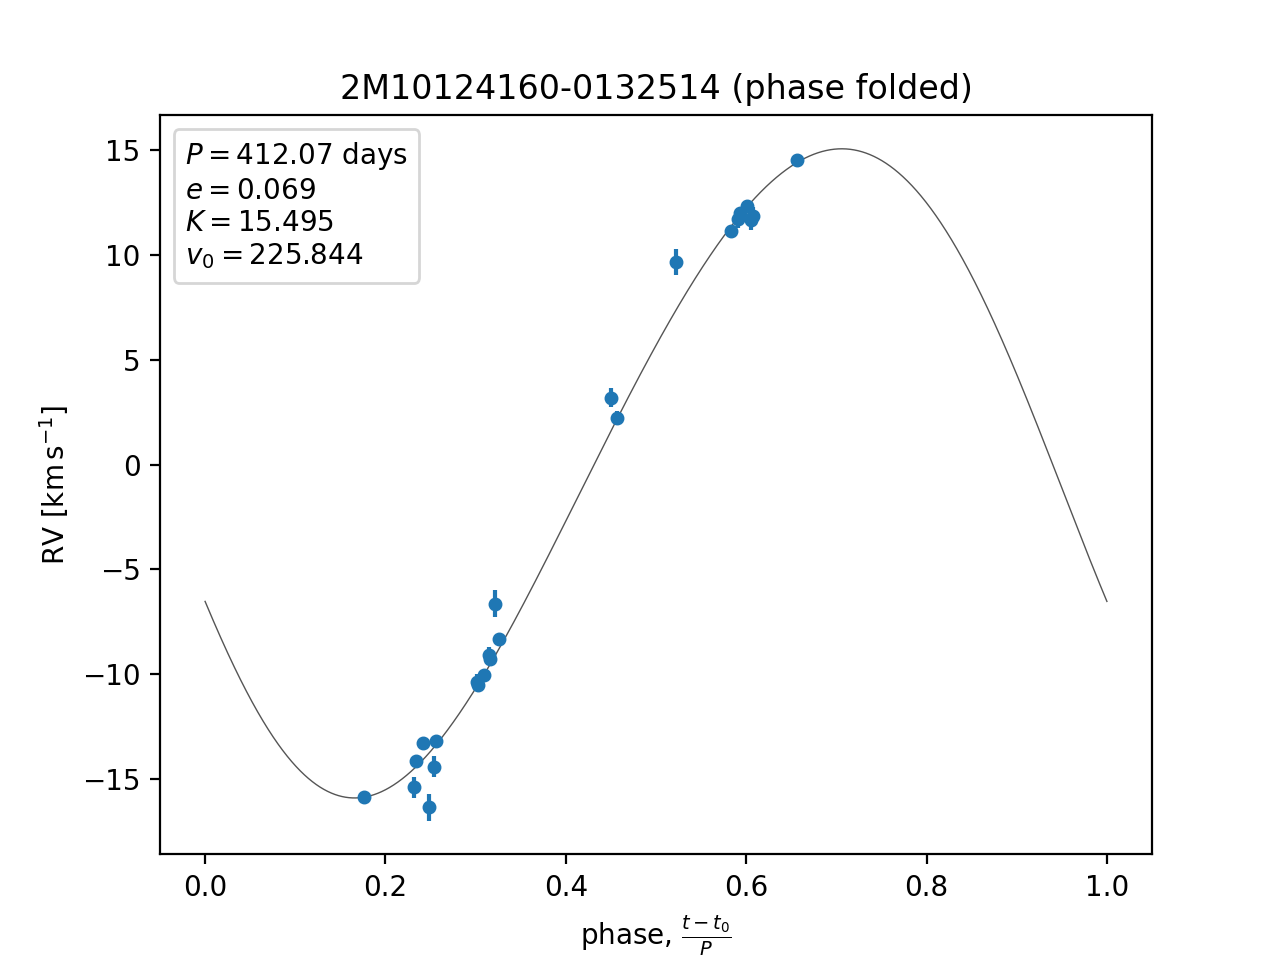 2M10124160-0132514 (phase folded)
P = 412.07 days
e = 0.069
K = 15.495
v₀ = 225.844
15
10
5
0
−5
−10
−15
RV [km s⁻¹]
0.0 0.2 0.4 0.6 0.8 1.0
phase, (t − t₀)/P